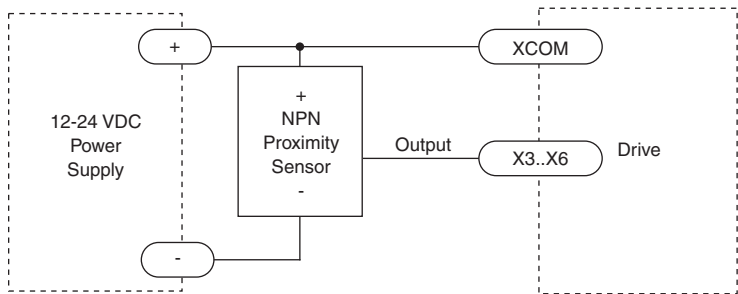 +
XCOM
12-24 VDC
Power
Supply
+
NPN
Proximity
Sensor
-
Output
X3..X6
Drive
-